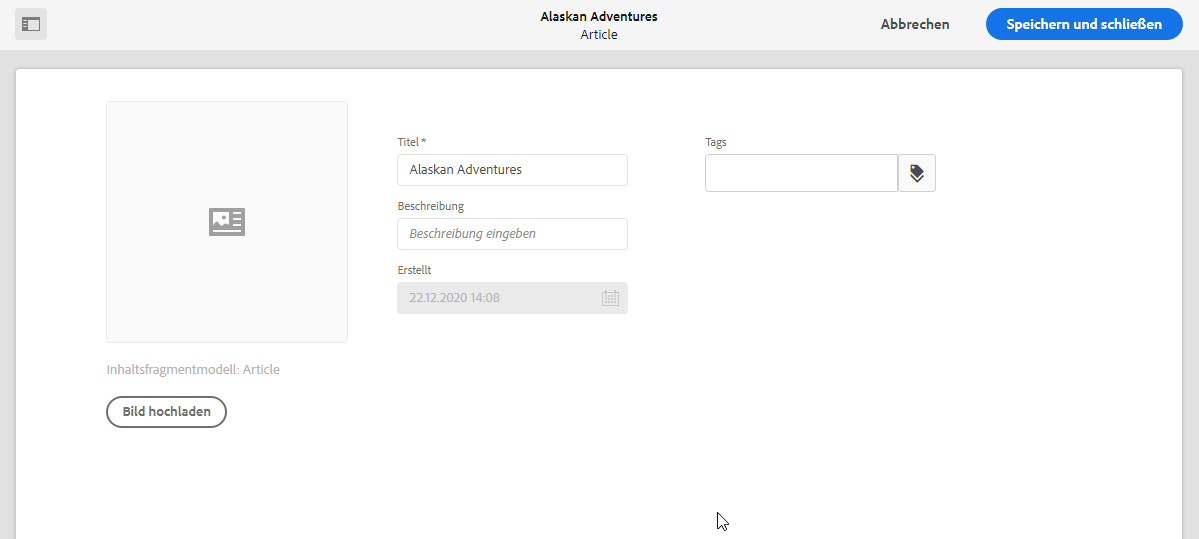 Alaskan Adventures
Article
Abbrechen
Speichern und schließen
Titel *
Alaskan Adventures
Tags
Beschreibung
Beschreibung eingeben
Erstellt
22.12.2020 14:08
Inhaltsfragmentmodell: Article
Bild hochladen